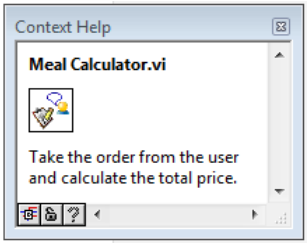 Context Help
Meal Calculator.vi
Take the order from the user
and calculate the total price.
?